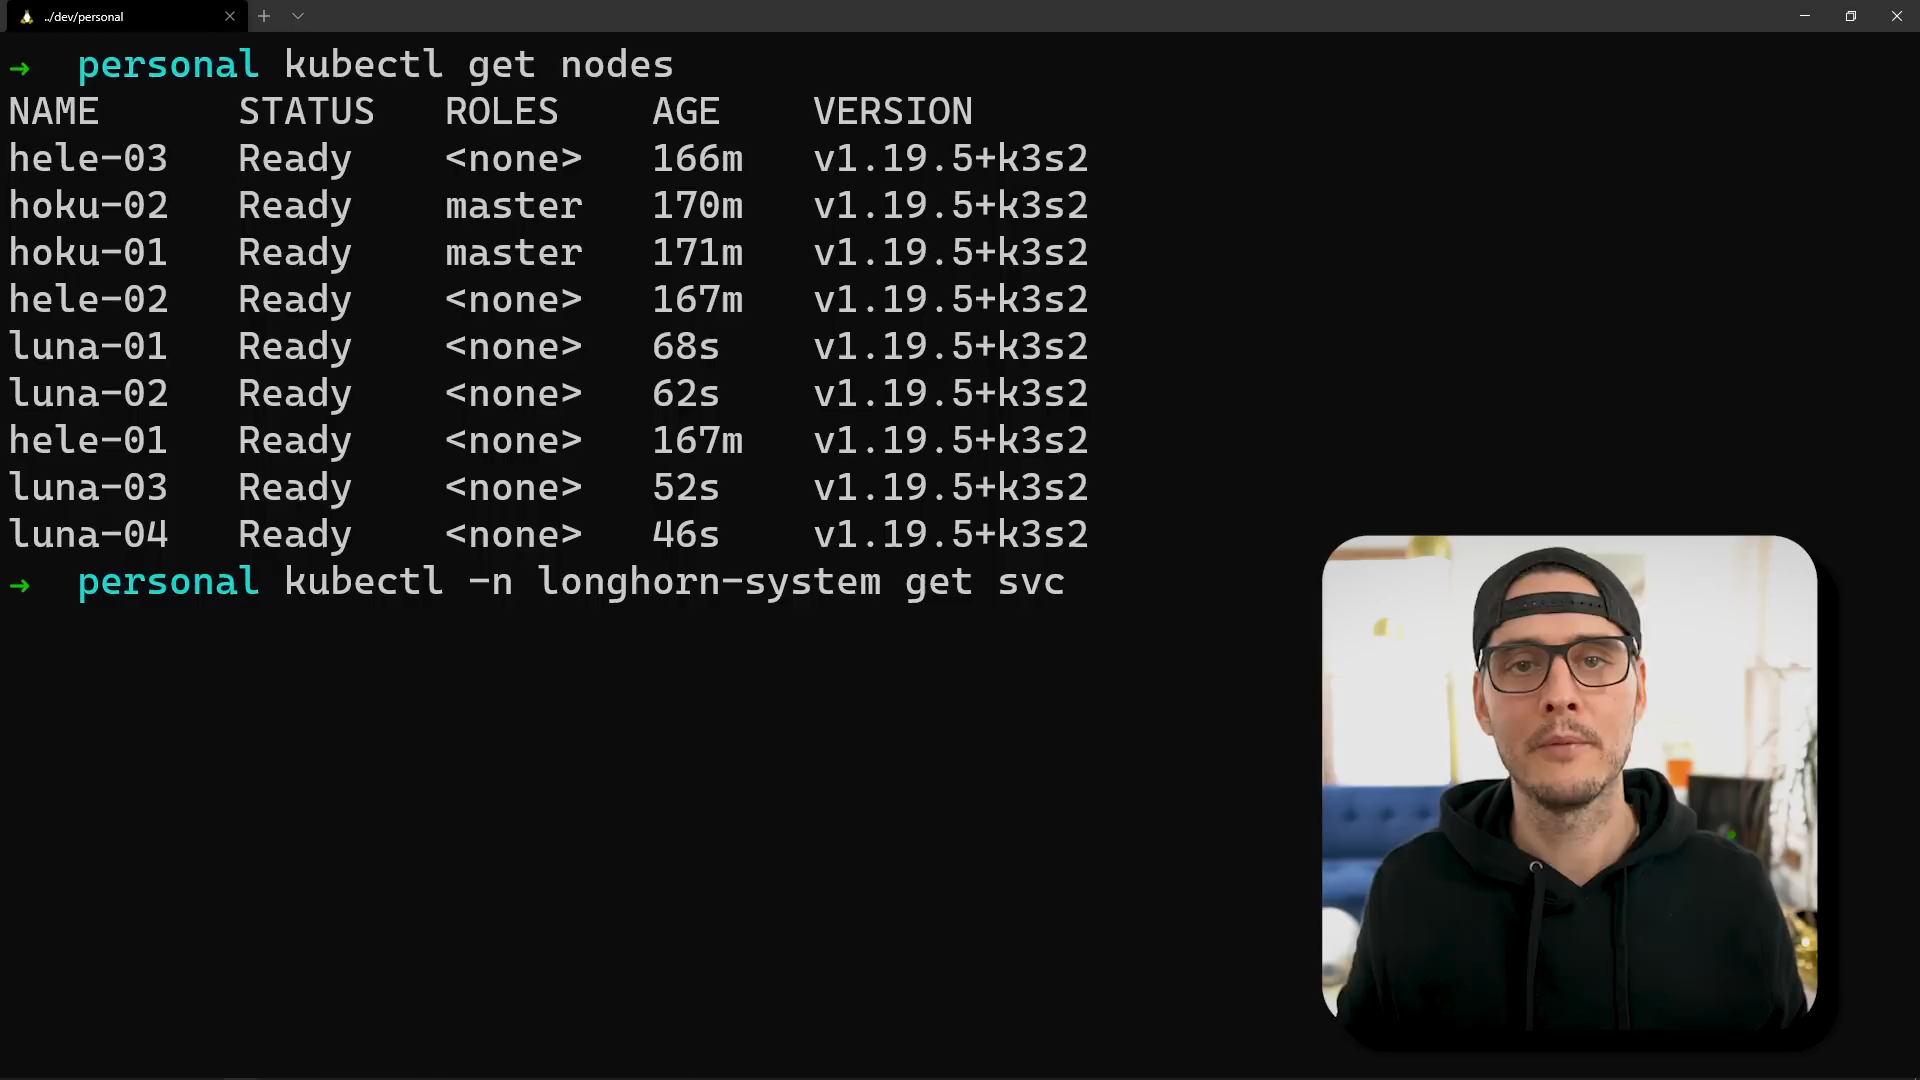 ../dev/personal
→ personal kubectl get nodes
NAME STATUS ROLES AGE VERSION
hele-03 Ready <none> 166m v1.19.5+k3s2
hoku-02 Ready master 170m v1.19.5+k3s2
hoku-01 Ready master 171m v1.19.5+k3s2
hele-02 Ready <none> 167m v1.19.5+k3s2
luna-01 Ready <none> 68s v1.19.5+k3s2
luna-02 Ready <none> 62s v1.19.5+k3s2
hele-01 Ready <none> 167m v1.19.5+k3s2
luna-03 Ready <none> 52s v1.19.5+k3s2
luna-04 Ready <none> 46s v1.19.5+k3s2
→ personal kubectl -n longhorn-system get svc